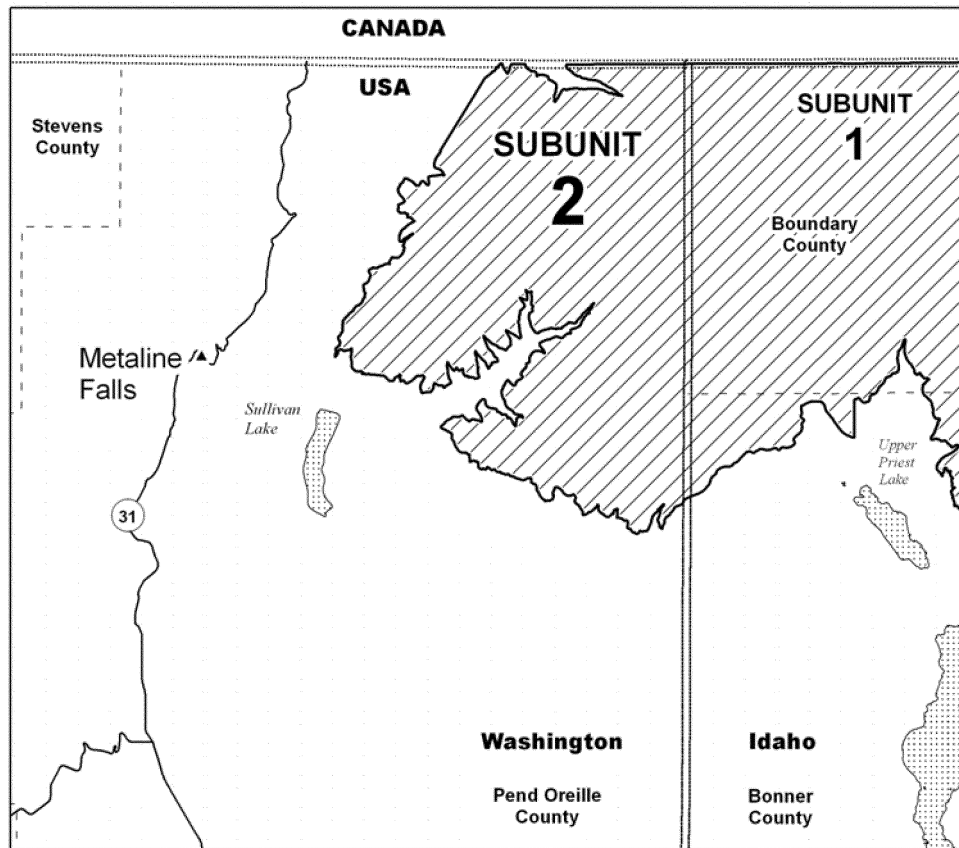 CANADA
USA
Stevens
County
SUBUNIT
2
SUBUNIT
1
Boundary
County
Metaline
Falls
Sullivan
Lake
Upper
Priest
Lake
31
Washington
Idaho
Pend Oreille
County
Bonner
County